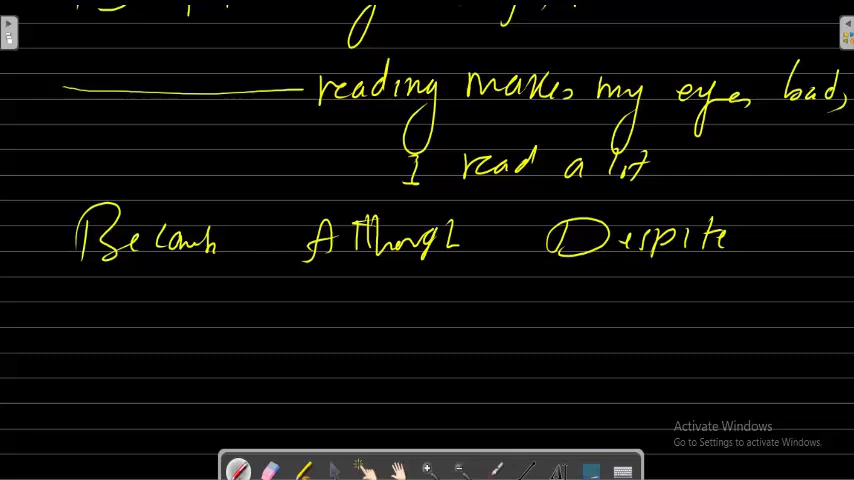 reading makes my eyes bad,
I read a lot
Because Although Despite
Activate Windows
Go to Settings to activate Windows.